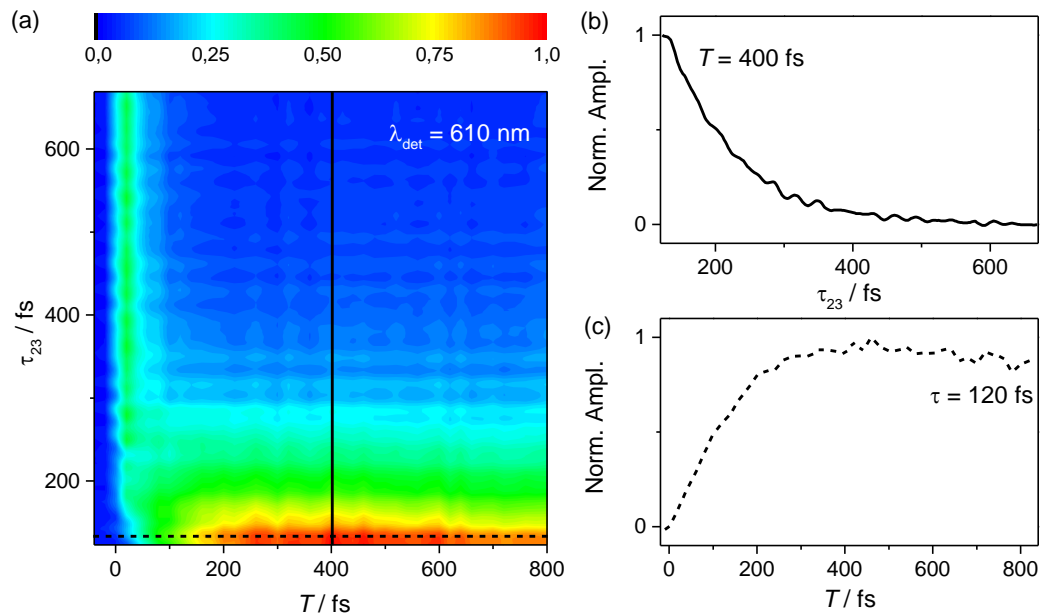 (a)
0,0 0,25 0,50 0,75 1,0
λdet = 610 nm
600
400
200
τ23 / fs
0 200 400 600 800
T / fs
(b)
1
0
Norm. Ampl.
T = 400 fs
200 400 600
τ23 / fs
(c)
1
0
Norm. Ampl.
τ = 120 fs
0 200 400 600 800
T / fs